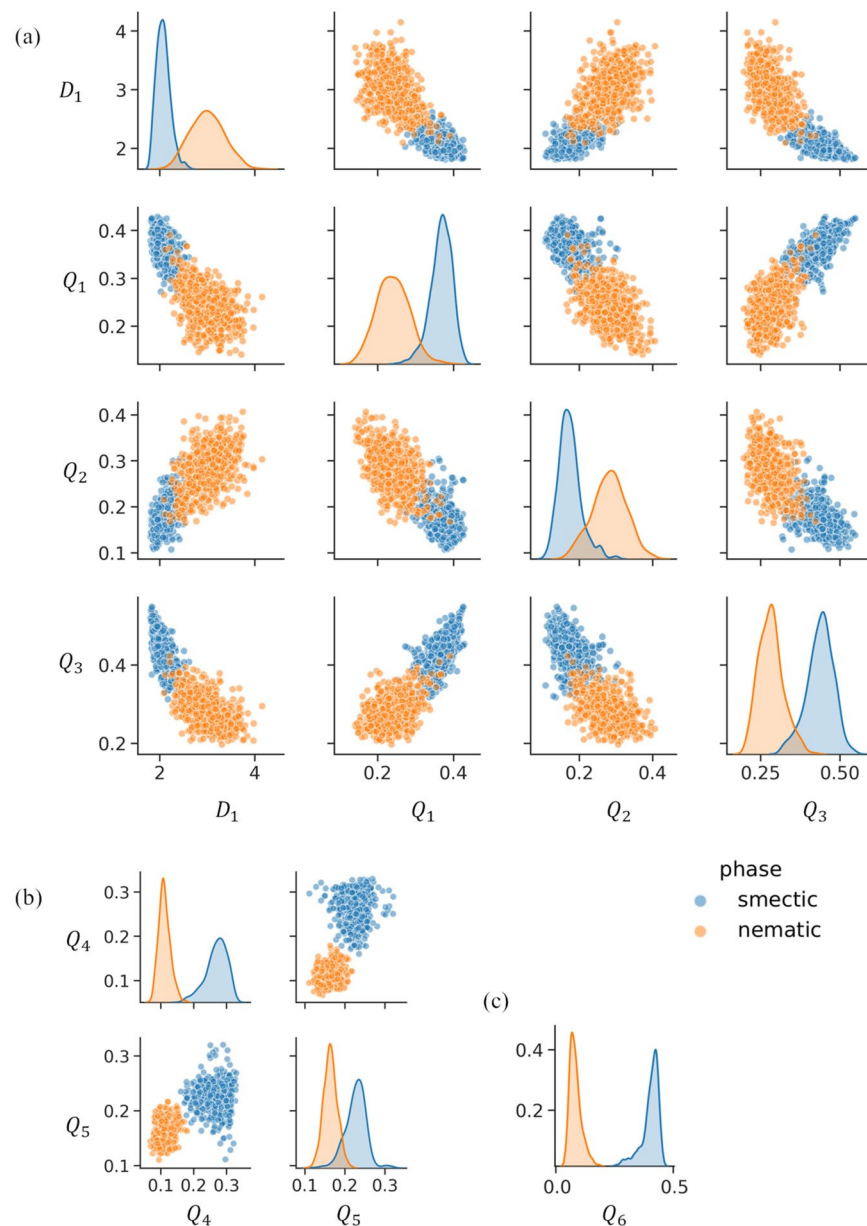 (a)
4
D₁ 3
2
0.4
Q₁ 0.3
0.2
0.4
Q₂ 0.3
0.2
0.1
Q₃ 0.4
0.2
2 4 0.2 0.4 0.2 0.4 0.25 0.50
D₁ Q₁ Q₂ Q₃
phase
smectic
nematic
(b)
0.3
Q₄ 0.2
0.1
(c)
0.3
Q₅ 0.2
0.1
0.1 0.2 0.3 0.1 0.2 0.3
Q₄ Q₅
0.4
0.2
0.0 0.5
Q₆